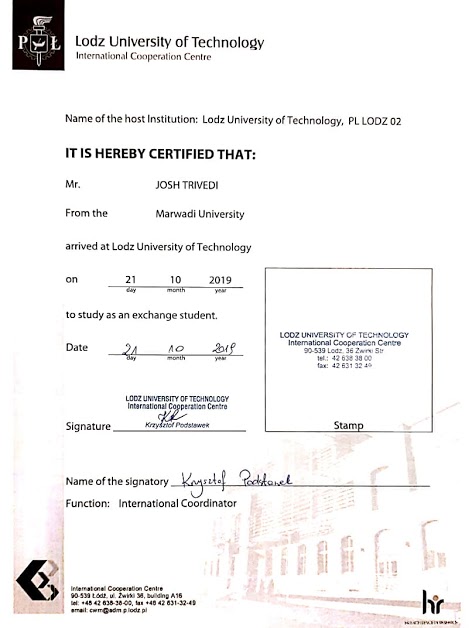 P Ł
Lodz University of Technology
International Cooperation Centre
Name of the host Institution: Lodz University of Technology, PL LODZ 02
IT IS HEREBY CERTIFIED THAT:
Mr. JOSH TRIVEDI
From the Marwadi University
arrived at Lodz University of Technology
on 21 10 2019
day month year
to study as an exchange student.
LODZ UNIVERSITY OF TECHNOLOGY
International Cooperation Centre
90-539 Lodz, 36 Zwirki Str
tel.: 42 638 38 00
fax: 42 631 32 49
Stamp
Date 21 10 2019
day month year
LODZ UNIVERSITY OF TECHNOLOGY
International Cooperation Centre
Krzysztof Podstawek
Signature
Name of the signatory Krzysztof Podstawek
Function: International Coordinator
International Cooperation Centre
90-539 Łódź, ul. Żwirki 36, building A16
tel: +48 42 638-38-00, fax +48 42 631-32-49
email: cwm@adm.p.lodz.pl
hr
HR EXCELLENCE IN RESEARCH